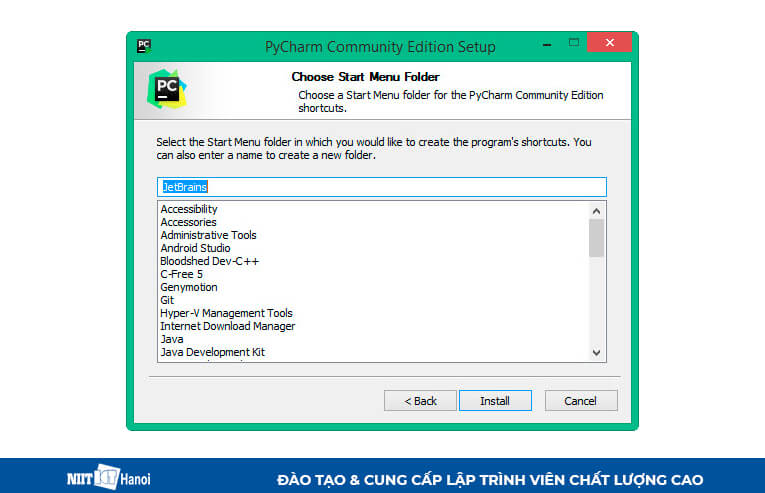 PC
PyCharm Community Edition Setup
PC
Choose Start Menu Folder
Choose a Start Menu folder for the PyCharm Community Edition
shortcuts.
Select the Start Menu folder in which you would like to create the program's shortcuts. You
can also enter a name to create a new folder.
JetBrains
Accessibility
Accessories
Administrative Tools
Android Studio
Bloodshed Dev-C++
C-Free 5
Genymotion
Git
Hyper-V Management Tools
Internet Download Manager
Java
Java Development Kit
< Back
Install
Cancel
NIIT ICT Hanoi
ĐÀO TẠO & CUNG CẤP LẬP TRÌNH VIÊN CHẤT LƯỢNG CAO